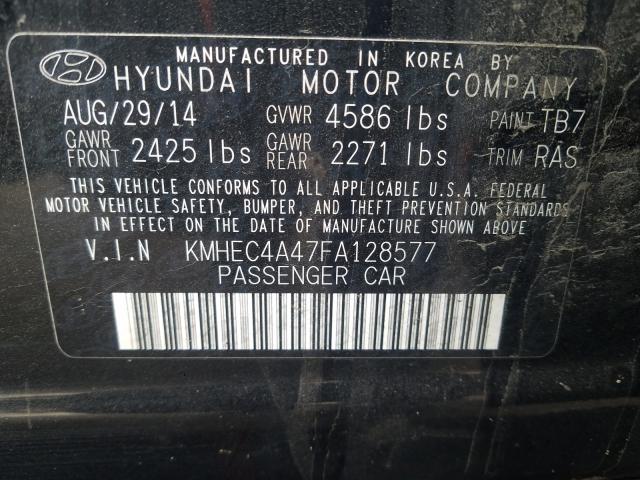 MANUFACTURED IN KOREA BY
HYUNDAI MOTOR COMPANY
AUG/29/14 GVWR 4586 lbs PAINT TB7
GAWR FRONT 2425 lbs GAWR REAR 2271 lbs TRIM RAS
THIS VEHICLE CONFORMS TO ALL APPLICABLE U.S.A. FEDERAL
MOTOR VEHICLE SAFETY, BUMPER, AND THEFT PREVENTION STANDARDS
IN EFFECT ON THE DATE OF MANUFACTURE SHOWN ABOVE
V.I.N KMHEC4A47FA128577
PASSENGER CAR